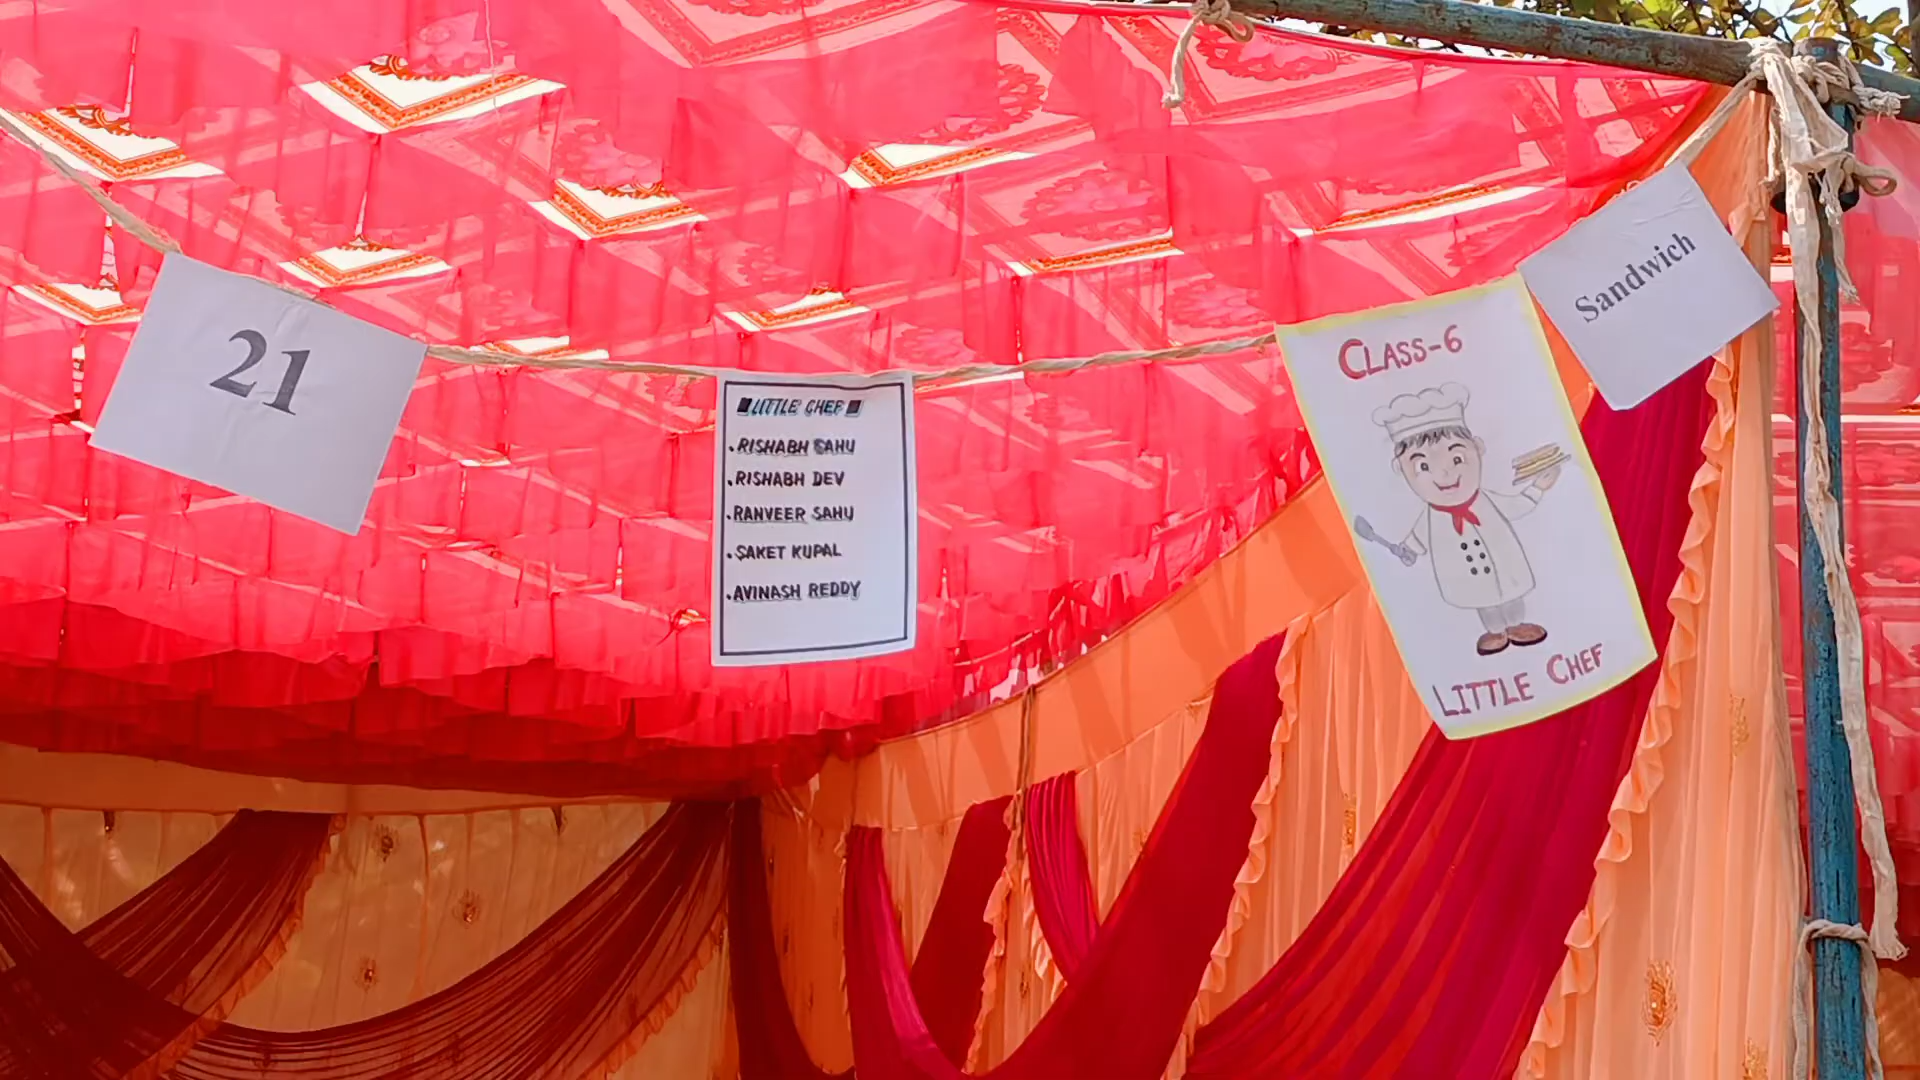 21
LITTLE CHEF
.RISHABH SAHU
.RISHABH DEV
.RANVEER SAHU
.SAKET KUPAL
.AVINASH REDDY
CLASS-6
LITTLE CHEF
Sandwich